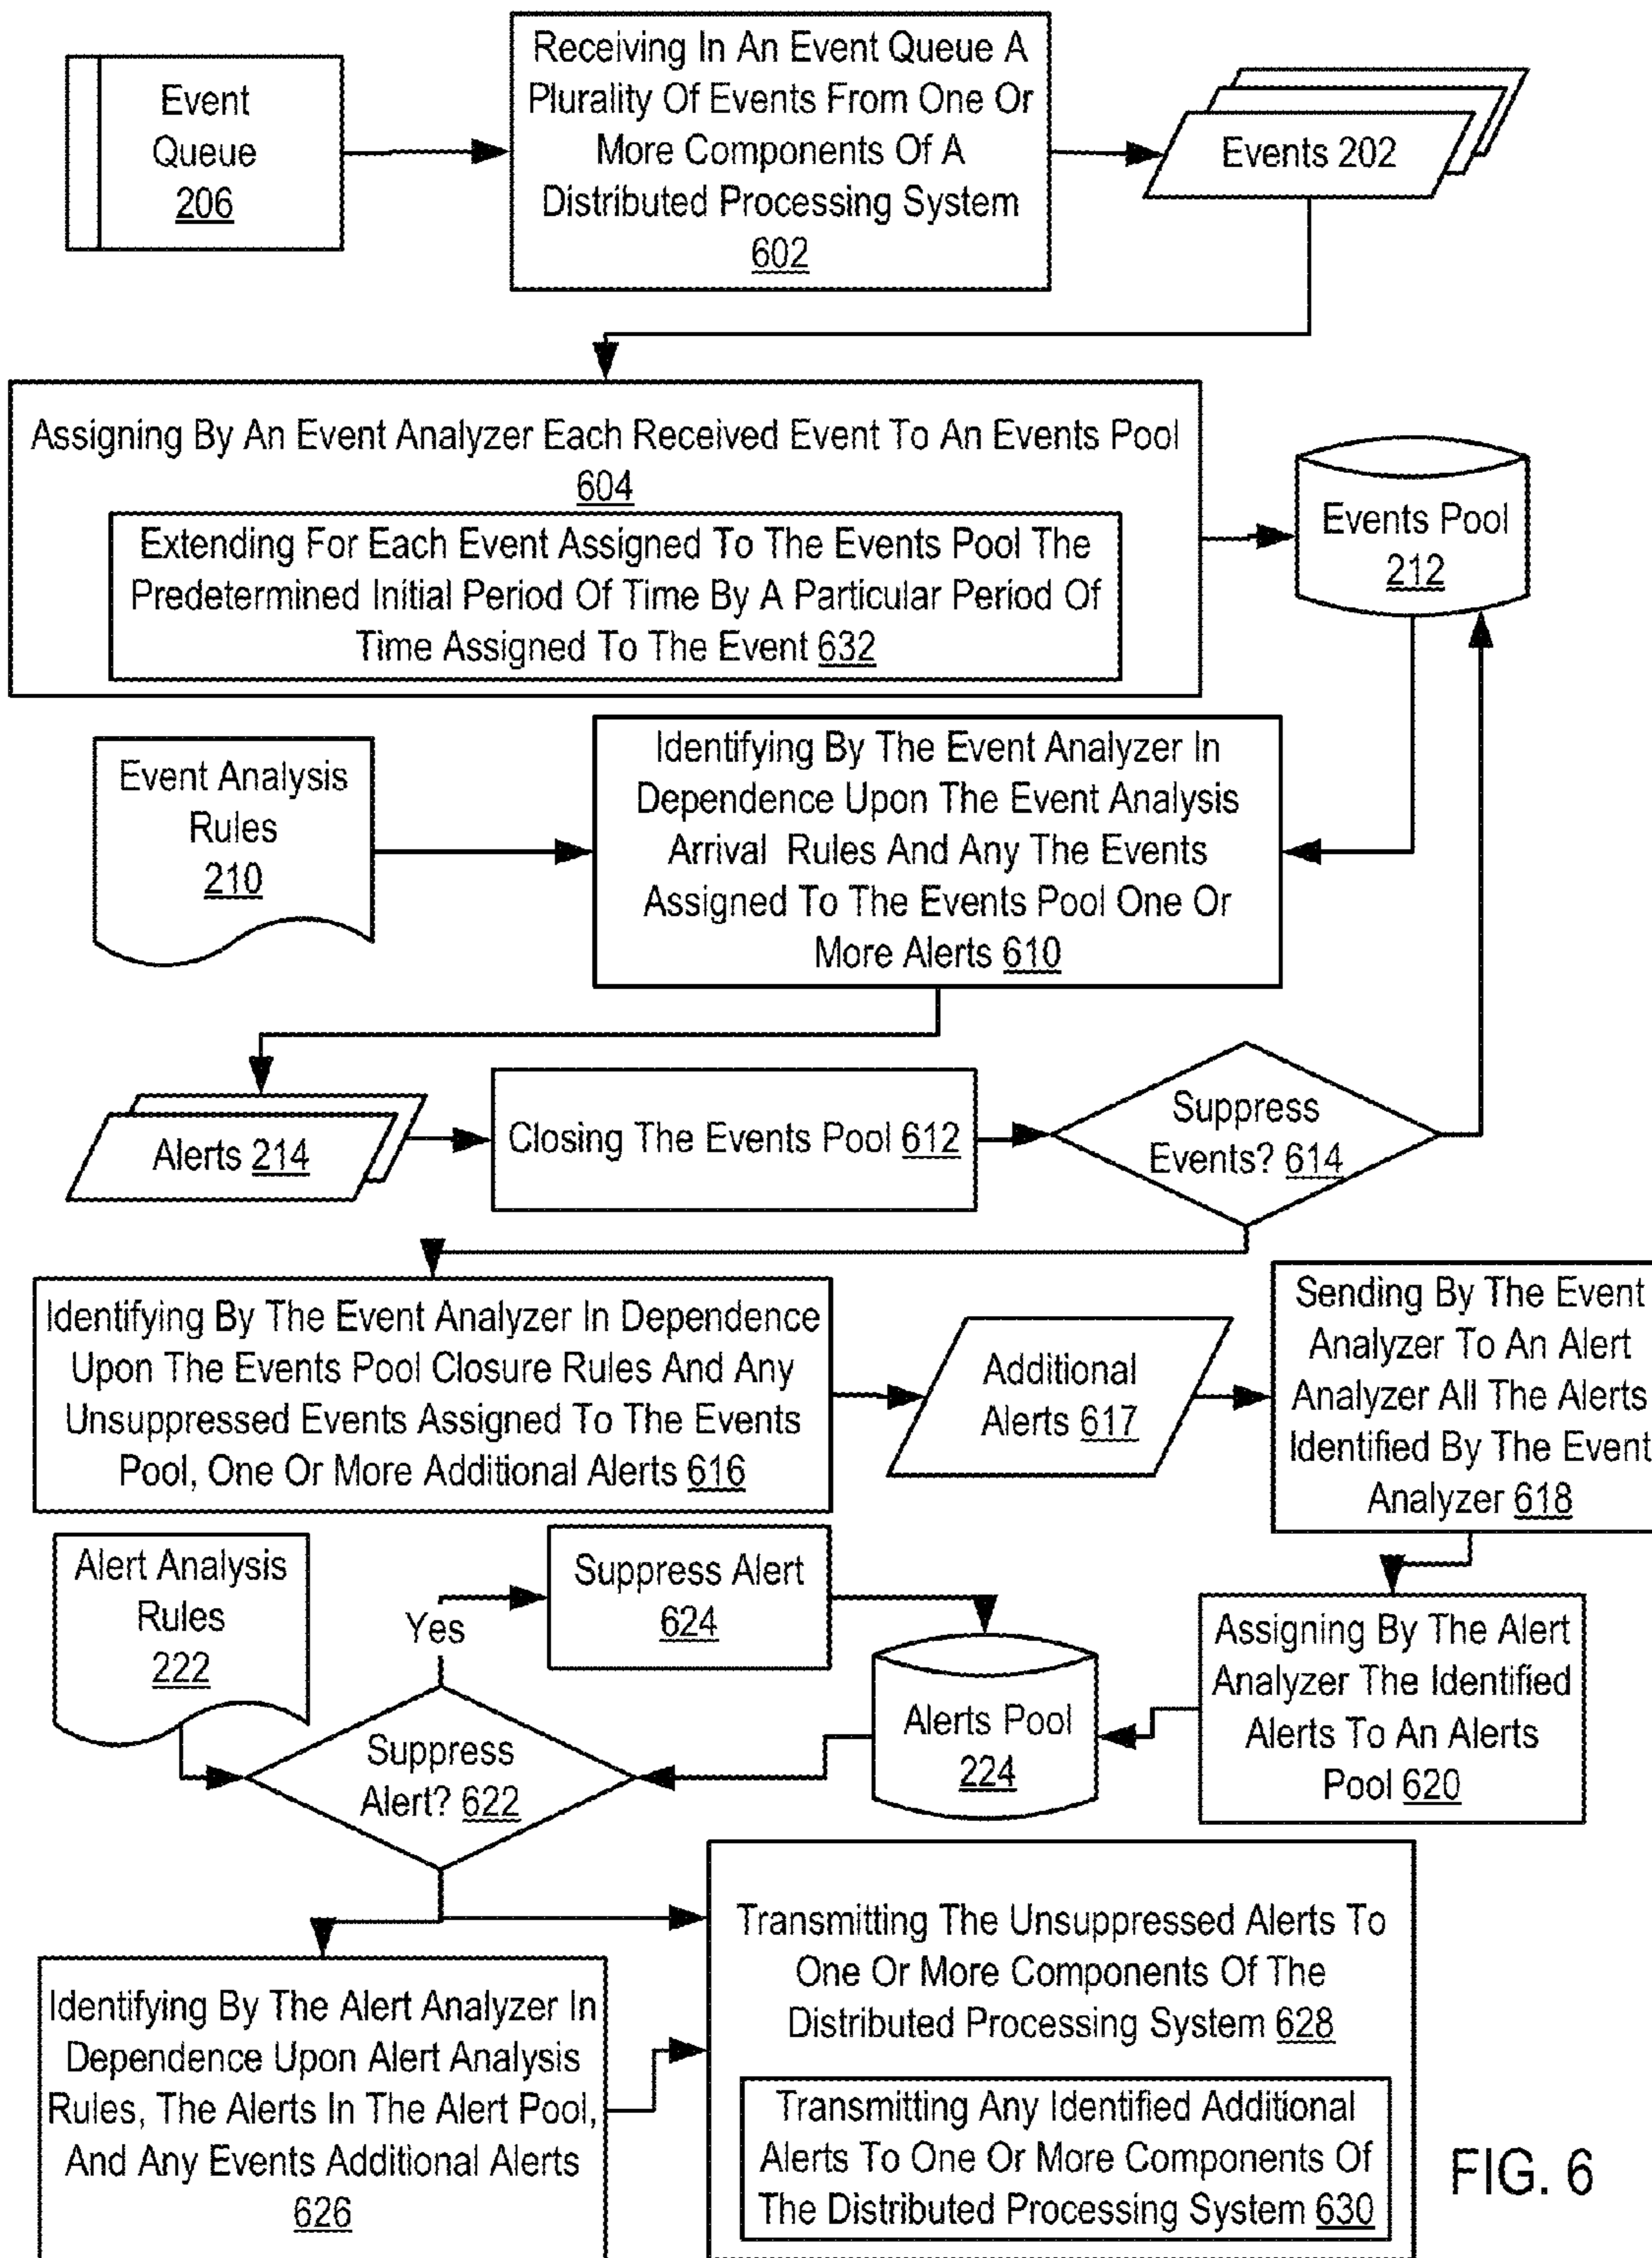 Event
Queue
206
Receiving In An Event Queue A
Plurality Of Events From One Or
More Components Of A
Distributed Processing System
602
Events 202
Assigning By An Event Analyzer Each Received Event To An Events Pool
604
Extending For Each Event Assigned To The Events Pool The
Predetermined Initial Period Of Time By A Particular Period Of
Time Assigned To The Event 632
Events Pool
212
Event Analysis
Rules
210
Identifying By The Event Analyzer In
Dependence Upon The Event Analysis
Arrival Rules And Any The Events
Assigned To The Events Pool One Or
More Alerts 610
Alerts 214
Closing The Events Pool 612
Suppress
Events? 614
Identifying By The Event Analyzer In Dependence
Upon The Events Pool Closure Rules And Any
Unsuppressed Events Assigned To The Events
Pool, One Or More Additional Alerts 616
Additional
Alerts 617
Sending By The Event
Analyzer To An Alert
Analyzer All The Alerts
Identified By The Event
Analyzer 618
Alert Analysis
Rules
222
Yes
Suppress Alert
624
Alerts Pool
224
Assigning By The Alert
Analyzer The Identified
Alerts To An Alerts
Pool 620
Suppress
Alert? 622
Identifying By The Alert Analyzer In
Dependence Upon Alert Analysis
Rules, The Alerts In The Alert Pool,
And Any Events Additional Alerts
626
Transmitting The Unsuppressed Alerts To
One Or More Components Of The
Distributed Processing System 628
Transmitting Any Identified Additional
Alerts To One Or More Components Of
The Distributed Processing System 630
FIG. 6